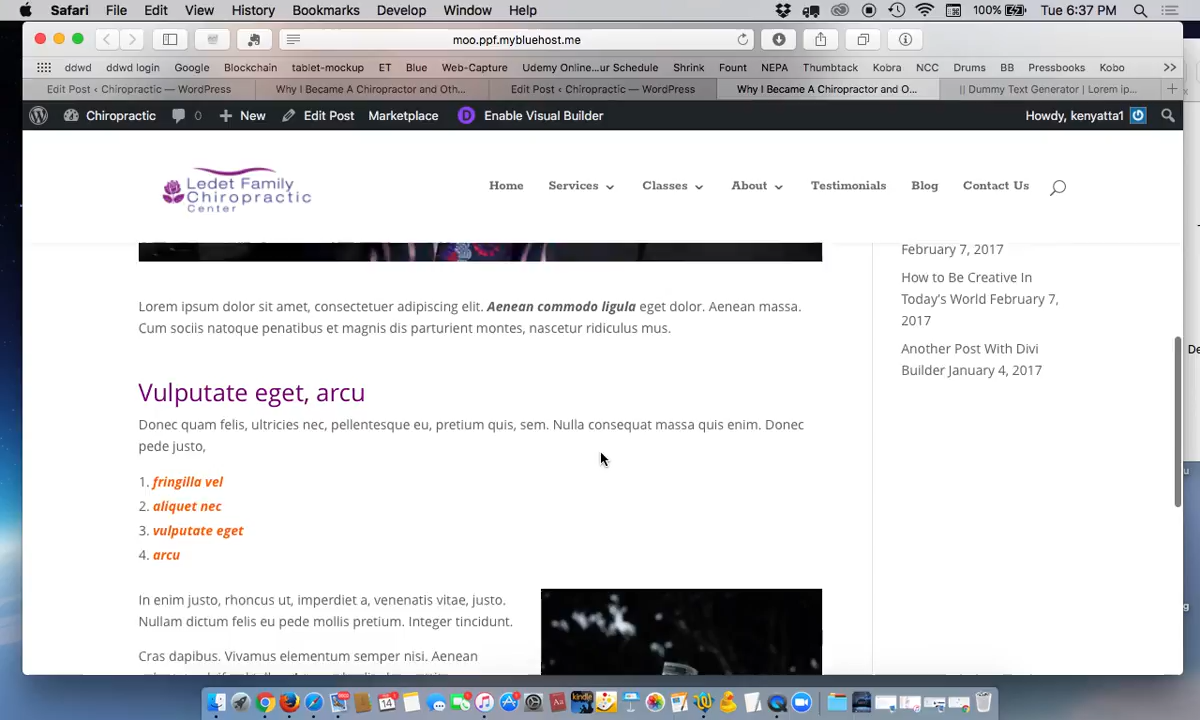 Safari File Edit View History Bookmarks Develop Window Help 100% Tue 6:37 PM
moo.ppf.mybluehost.me
ddwd ddwd login Google Blockchain tablet-mockup ET Blue Web-Capture Udemy Online...ur Schedule Shrink Fount NEPA Thumbtack Kobra NCC Drums BB Pressbooks Kobo
Edit Post ‹ Chiropractic — WordPress Why I Became A Chiropractor and Oth... Edit Post ‹ Chiropractic — WordPress Why I Became A Chiropractor and O... || Dummy Text Generator | Lorem ip...
Chiropractic 0 + New Edit Post Marketplace D Enable Visual Builder Howdy, kenyatta1
Ledet Family
Chiropractic
Center
Home Services Classes About Testimonials Blog Contact Us
February 7, 2017
How to Be Creative In
Today's World February 7,
2017
Another Post With Divi
Builder January 4, 2017
Lorem ipsum dolor sit amet, consectetuer adipiscing elit. Aenean commodo ligula eget dolor. Aenean massa.
Cum sociis natoque penatibus et magnis dis parturient montes, nascetur ridiculus mus.
Vulputate eget, arcu
Donec quam felis, ultricies nec, pellentesque eu, pretium quis, sem. Nulla consequat massa quis enim. Donec
pede justo,
1. fringilla vel
2. aliquet nec
3. vulputate eget
4. arcu
In enim justo, rhoncus ut, imperdiet a, venenatis vitae, justo.
Nullam dictum felis eu pede mollis pretium. Integer tincidunt.
Cras dapibus. Vivamus elementum semper nisi. Aenean